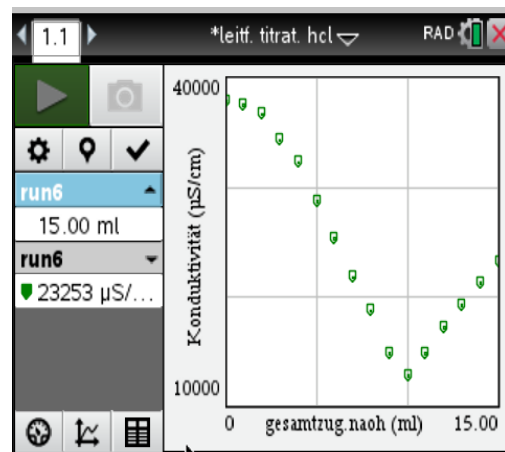 1.1
*leitf. titrat. hcl
RAD
run6
15.00 ml
run6
23253 µS/...
40000
Konduktivität (µS/cm)
10000
0
gesamtzug.naoh (ml)
15.00